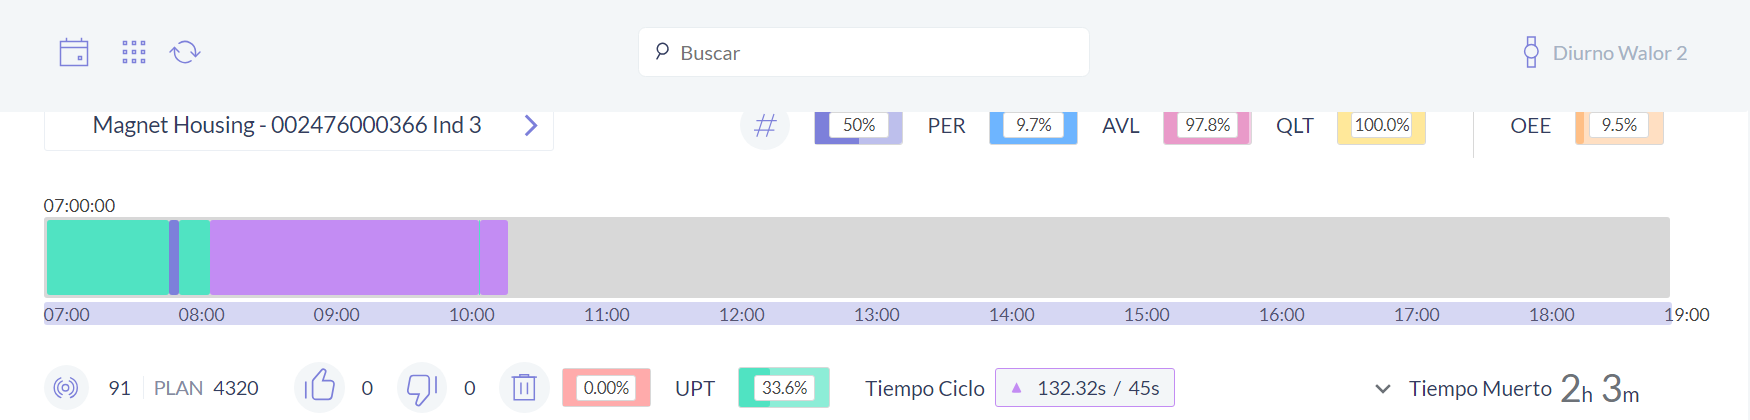 Buscar
Diurno Walor 2
Magnet Housing - 002476000366 Ind 3
# 50% PER 9.7% AVL 97.8% QLT 100.0% OEE 9.5%
07:00:00
07:00 08:00 09:00 10:00 11:00 12:00 13:00 14:00 15:00 16:00 17:00 18:00 19:00
91 PLAN 4320 0 0 0.00% UPT 33.6% Tiempo Ciclo 132.32s / 45s Tiempo Muerto 2h 3m